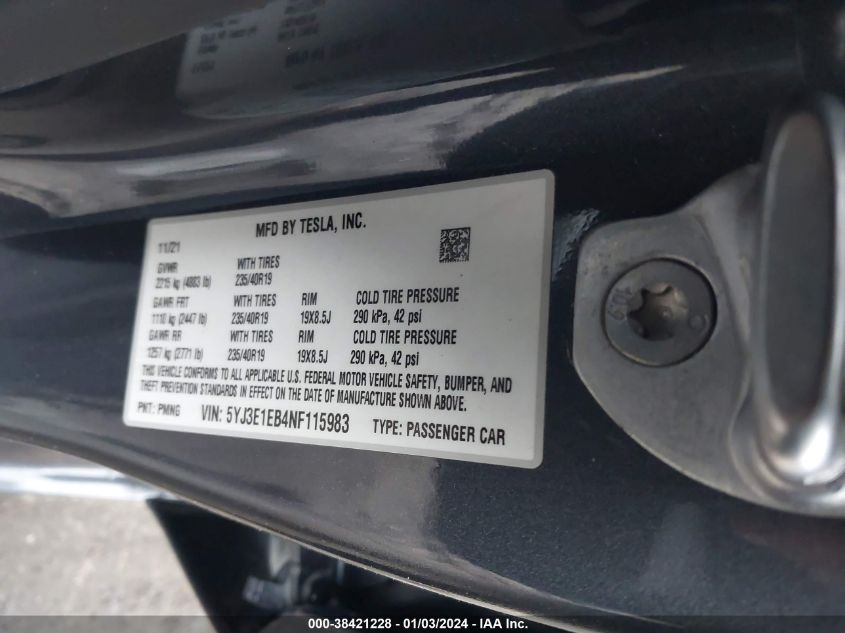 MFD BY TESLA, INC.
11/21
GVWR WITH TIRES
2215 kg (4883 lb) 235/40R19
GAWR FRT WITH TIRES RIM COLD TIRE PRESSURE
1110 kg (2447 lb) 235/40R19 19X8.5J 290 kPa, 42 psi
GAWR RR WITH TIRES RIM COLD TIRE PRESSURE
1257 kg (2771 lb) 235/40R19 19X8.5J 290 kPa, 42 psi
THIS VEHICLE CONFORMS TO ALL APPLICABLE U.S. FEDERAL MOTOR VEHICLE SAFETY, BUMPER, AND
THEFT PREVENTION STANDARDS IN EFFECT ON THE DATE OF MANUFACTURE SHOWN ABOVE.
PNT: PMNG VIN: 5YJ3E1EB4NF115983 TYPE: PASSENGER CAR
000-38421228 - 01/03/2024 - IAA Inc.